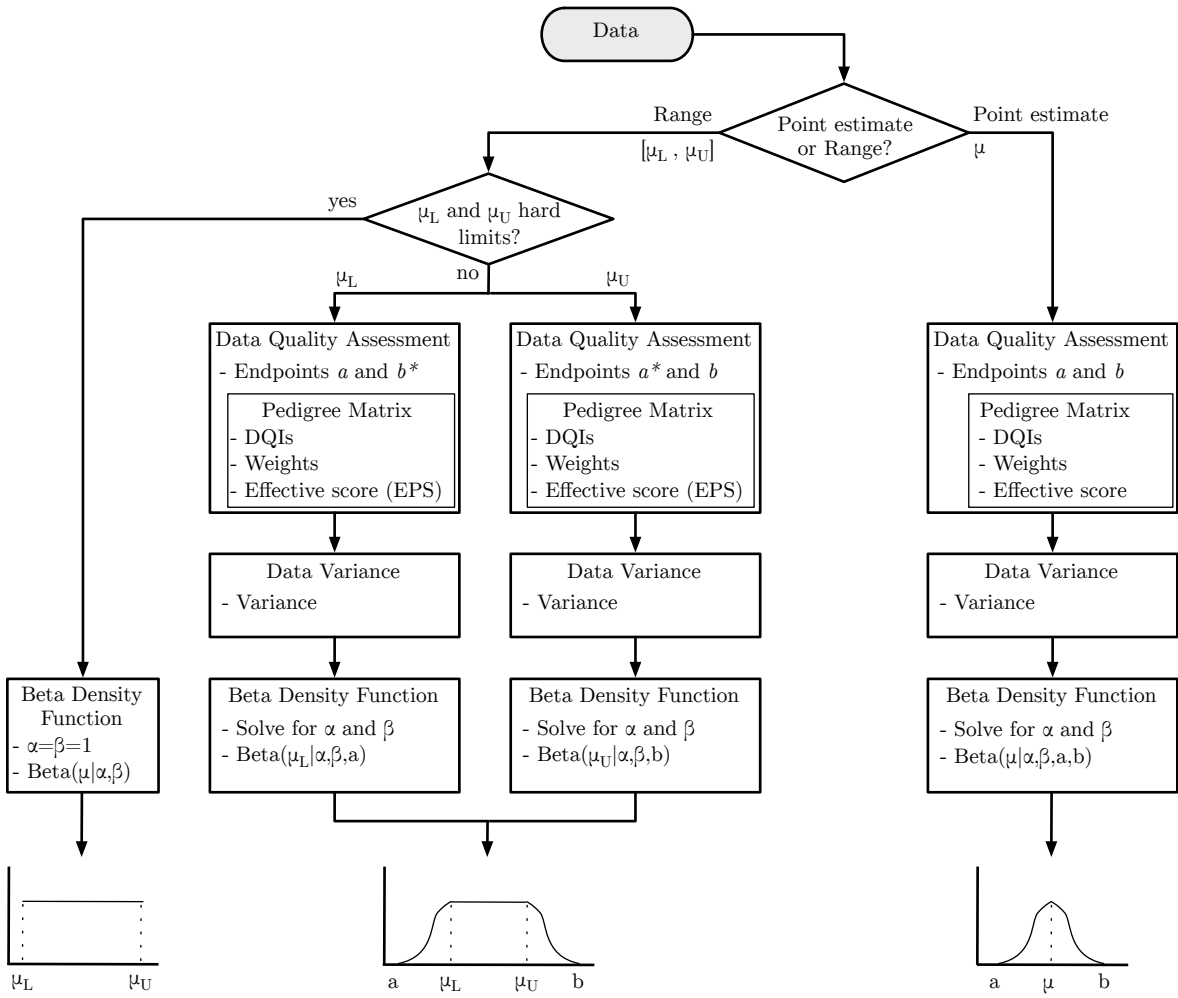 Data
Point estimate
or Range?
Range
[μL , μU]
Point estimate
μ
μL and μU hard
limits?
yes
no
μL
μU
Data Quality Assessment
- Endpoints a and b*
Pedigree Matrix
- DQIs
- Weights
- Effective score (EPS)
Data Variance
- Variance
Beta Density Function
- Solve for α and β
- Beta(μL|α,β,a)
Data Quality Assessment
- Endpoints a* and b
Pedigree Matrix
- DQIs
- Weights
- Effective score (EPS)
Data Variance
- Variance
Beta Density Function
- Solve for α and β
- Beta(μU|α,β,b)
Data Quality Assessment
- Endpoints a and b
Pedigree Matrix
- DQIs
- Weights
- Effective score
Data Variance
- Variance
Beta Density Function
- Solve for α and β
- Beta(μ|α,β,a,b)
Beta Density
Function
- α=β=1
- Beta(μ|α,β)
μL μU
a μL μU b
a μ b